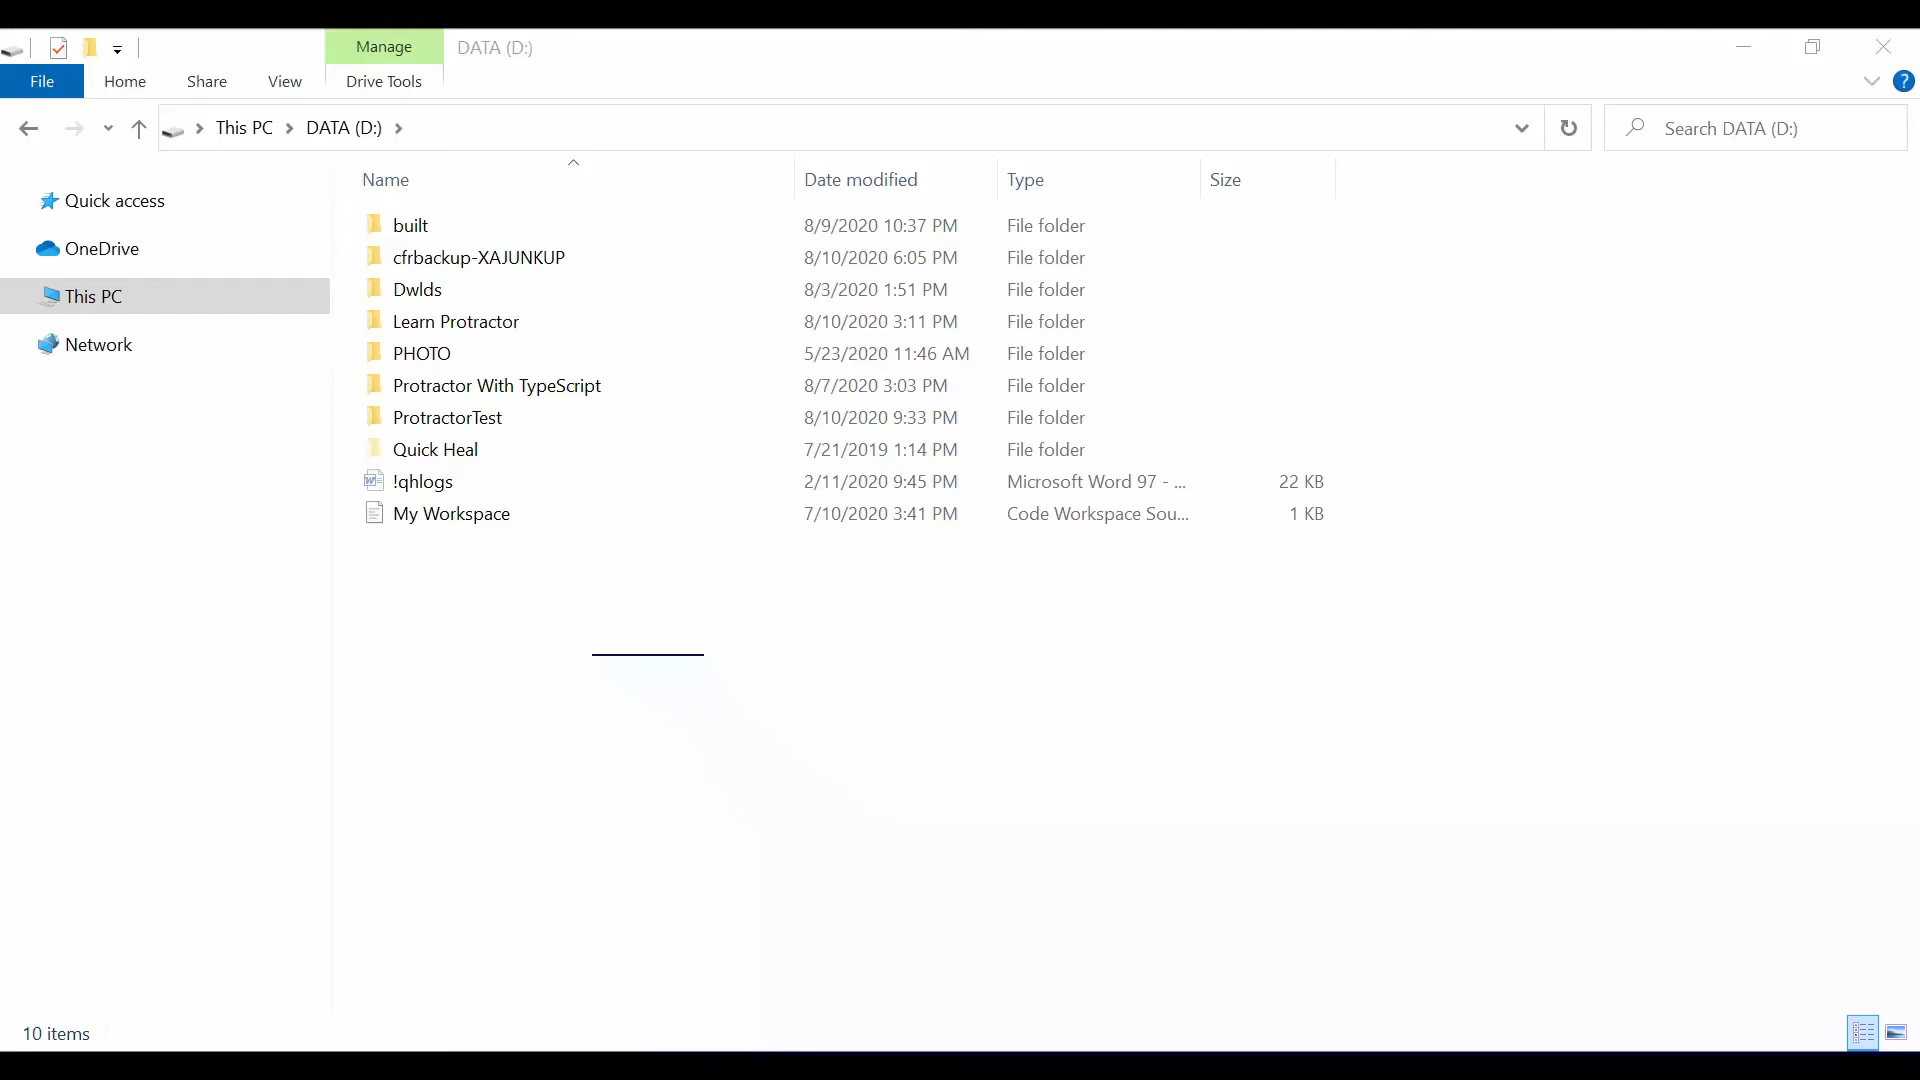 Manage DATA (D:)
File Home Share View Drive Tools ?
This PC DATA (D:) Search DATA (D:)
Name Date modified Type Size
Quick access
OneDrive
This PC
Network
built 8/9/2020 10:37 PM File folder
cfrbackup-XAJUNKUP 8/10/2020 6:05 PM File folder
Dwlds 8/3/2020 1:51 PM File folder
Learn Protractor 8/10/2020 3:11 PM File folder
PHOTO 5/23/2020 11:46 AM File folder
Protractor With TypeScript 8/7/2020 3:03 PM File folder
ProtractorTest 8/10/2020 9:33 PM File folder
Quick Heal 7/21/2019 1:14 PM File folder
!qhlogs 2/11/2020 9:45 PM Microsoft Word 97 - ... 22 KB
My Workspace 7/10/2020 3:41 PM Code Workspace Sou... 1 KB
10 items